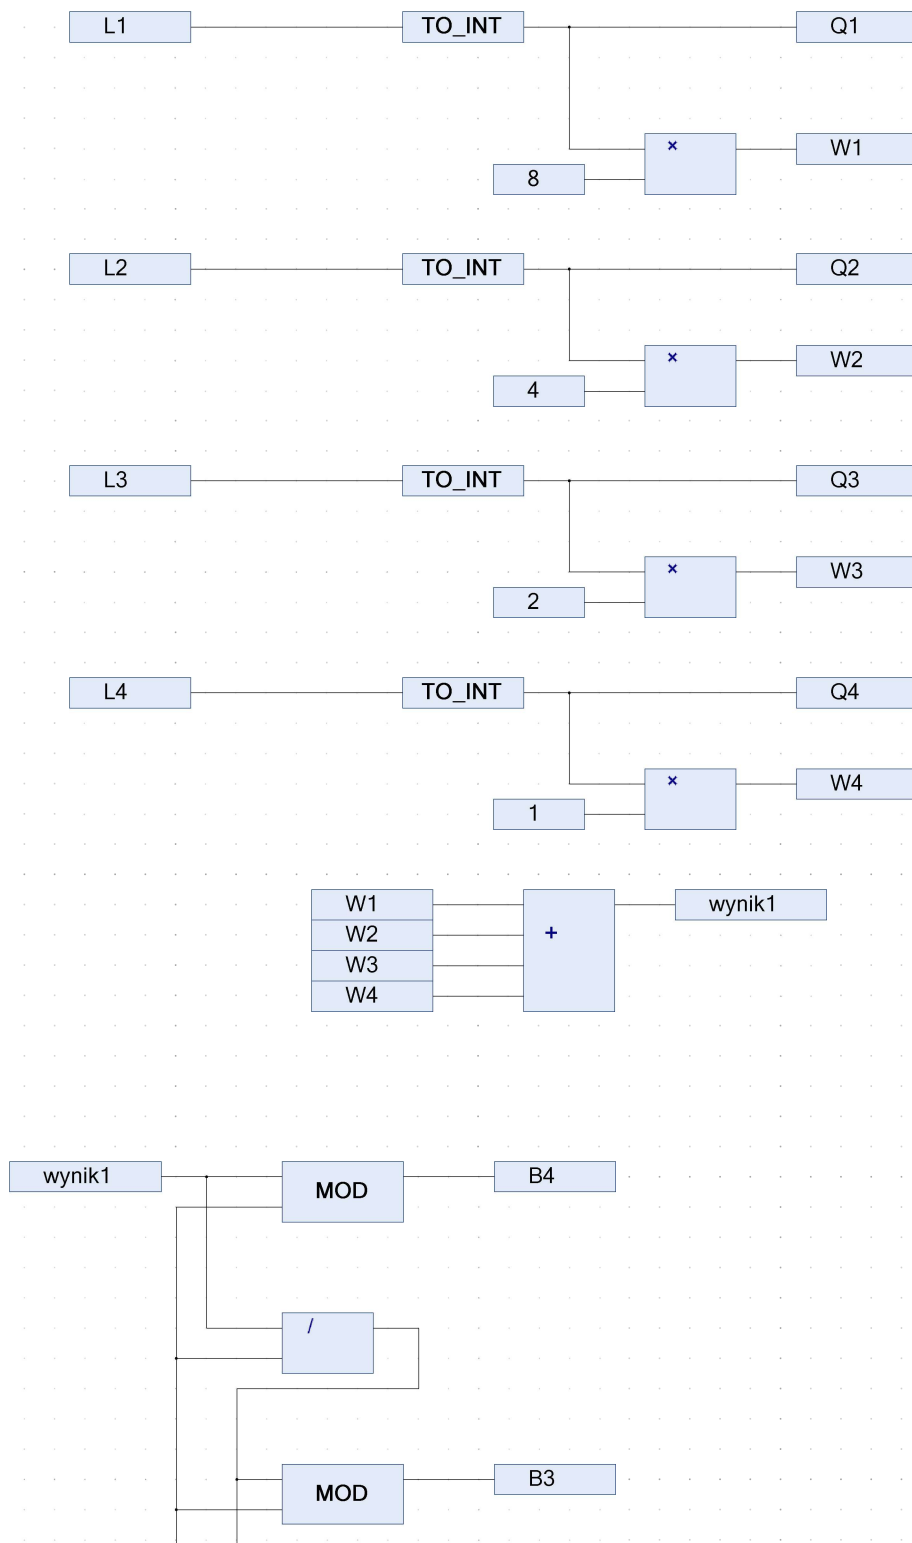 L1 TO_INT Q1
× W1
8
L2 TO_INT Q2
× W2
4
L3 TO_INT Q3
× W3
2
L4 TO_INT Q4
× W4
1
W1 wynik1
W2 +
W3
W4
wynik1 MOD B4
/
MOD B3